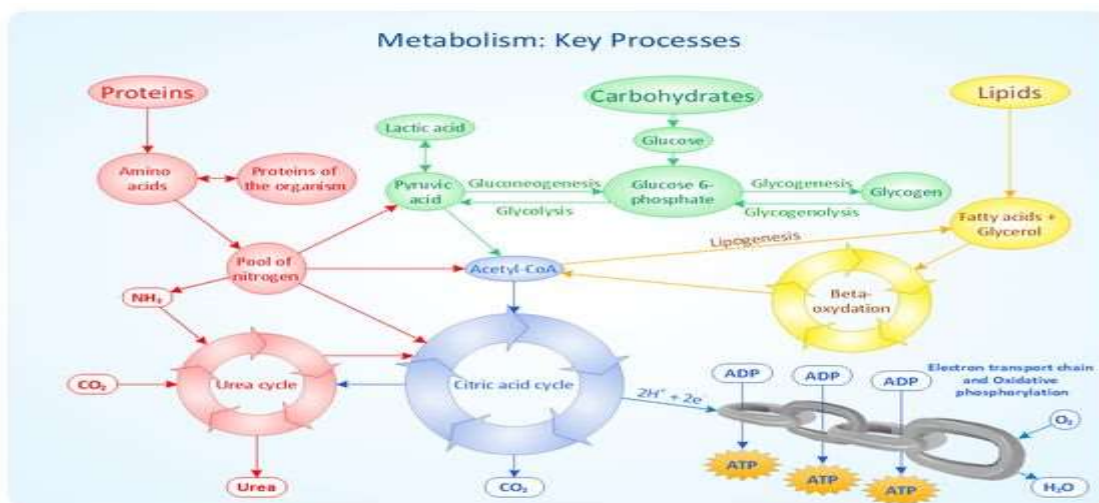 Metabolism: Key Processes
Proteins
Carbohydrates
Lipids
Lactic acid
Glucose
Amino
acids
Proteins of
the organism
Pyruvic
acid
Gluconeogenesis
Glycolysis
Glucose 6-
phosphate
Glycogenesis
Glycogenolysis
Glycogen
Fatty acids +
Glycerol
Lipogenesis
Pool of
nitrogen
Acetyl-CoA
NH₃
Beta-
oxydation
CO₂
Urea cycle
Citric acid cycle
2H⁺ + 2e⁻
ADP
ADP
ADP
Electron transport chain
and Oxidative
phosphorylation
O₂
ATP
ATP
ATP
Urea
CO₂
H₂O